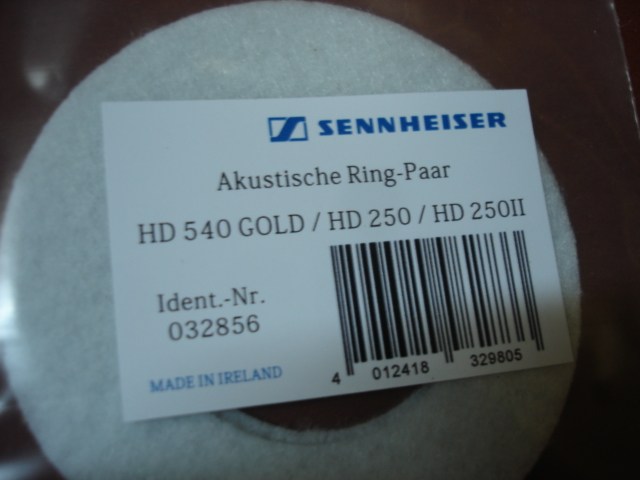 SENNHEISER
Akustische Ring-Paar
HD 540 GOLD / HD 250 / HD 250II
Ident.-Nr.
032856
4 012418 329805
MADE IN IRELAND